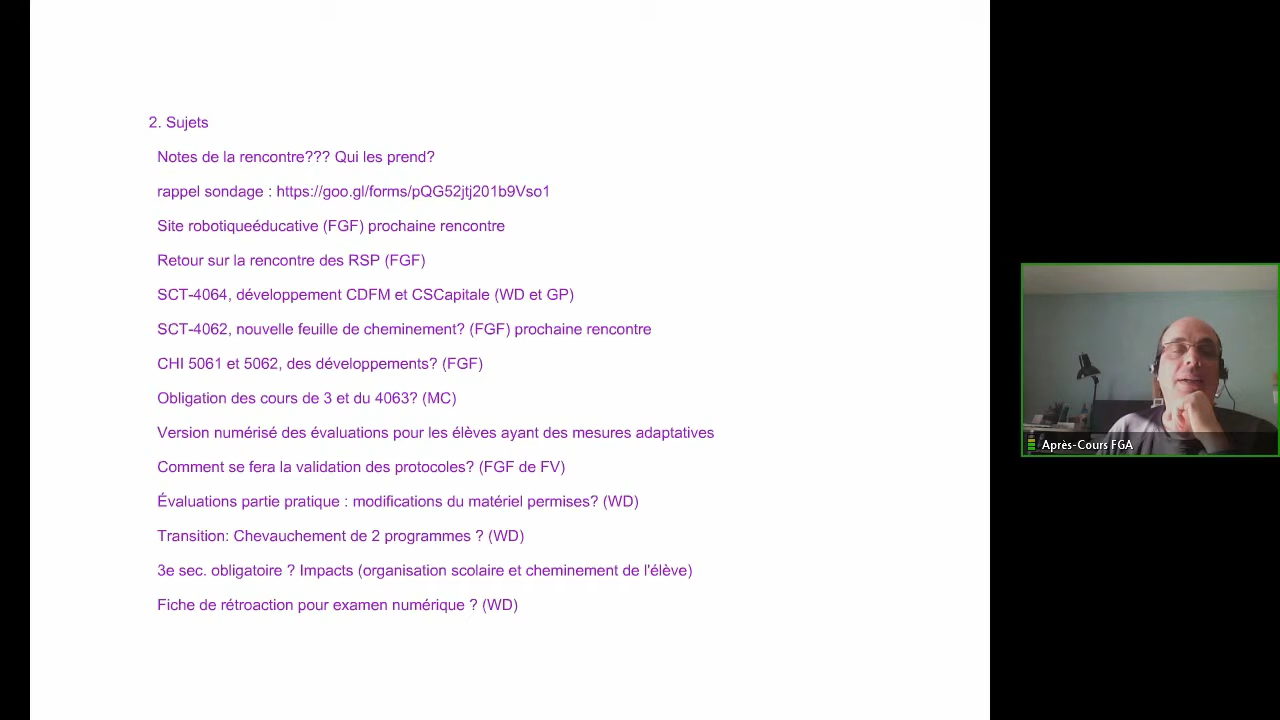 2. Sujets
Notes de la rencontre??? Qui les prend?
rappel sondage : https://goo.gl/forms/pQG52jtj201b9Vso1
Site robotiqueéducative (FGF) prochaine rencontre
Retour sur la rencontre des RSP (FGF)
SCT-4064, développement CDFM et CSCapitale (WD et GP)
SCT-4062, nouvelle feuille de cheminement? (FGF) prochaine rencontre
CHI 5061 et 5062, des développements? (FGF)
Obligation des cours de 3 et du 4063? (MC)
Version numérisé des évaluations pour les élèves ayant des mesures adaptatives
Comment se fera la validation des protocoles? (FGF de FV)
Évaluations partie pratique : modifications du matériel permises? (WD)
Transition: Chevauchement de 2 programmes ? (WD)
3e sec. obligatoire ? Impacts (organisation scolaire et cheminement de l'élève)
Fiche de rétroaction pour examen numérique ? (WD)
Après-Cours FGA